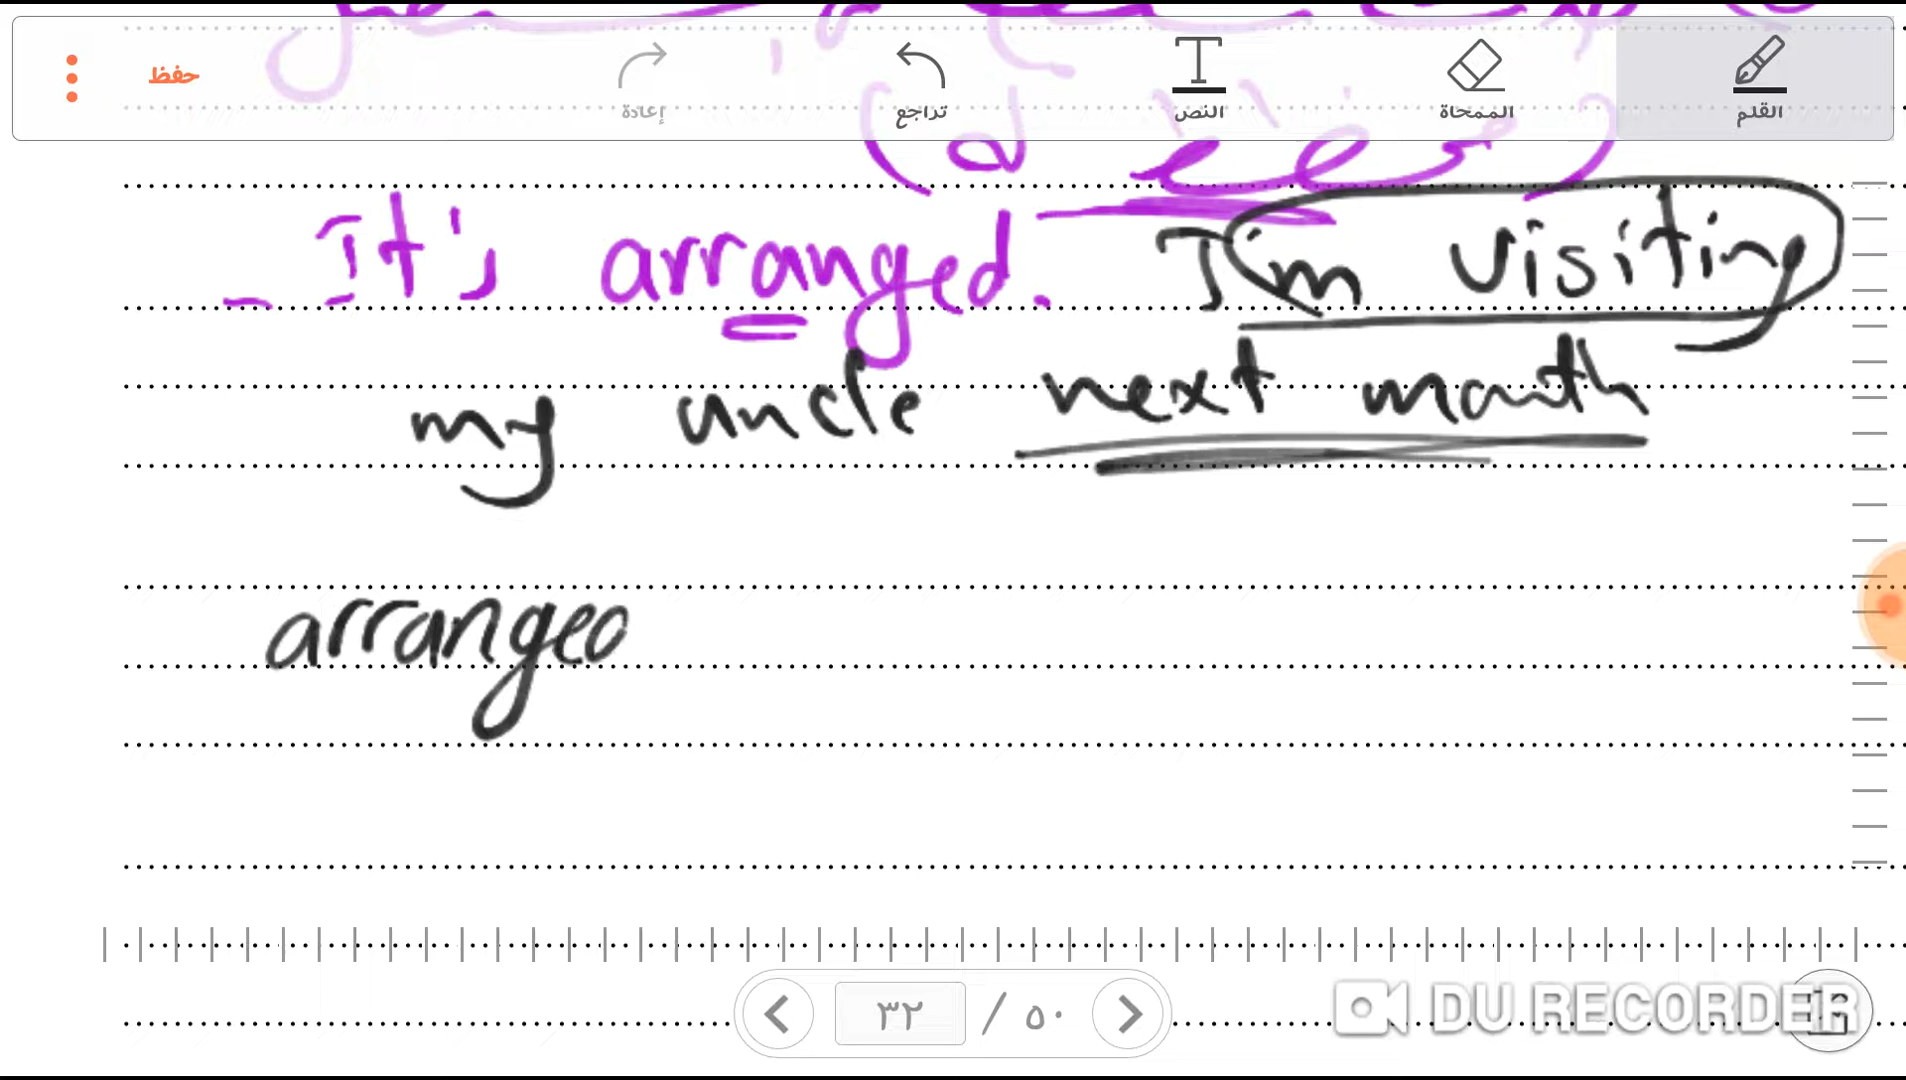 حفظ إعادة تراجع النص الممحاة القلم
- It's arranged. I'm visiting
my uncle next month
arranged
٣٢ / ٥٠
DU RECORDER